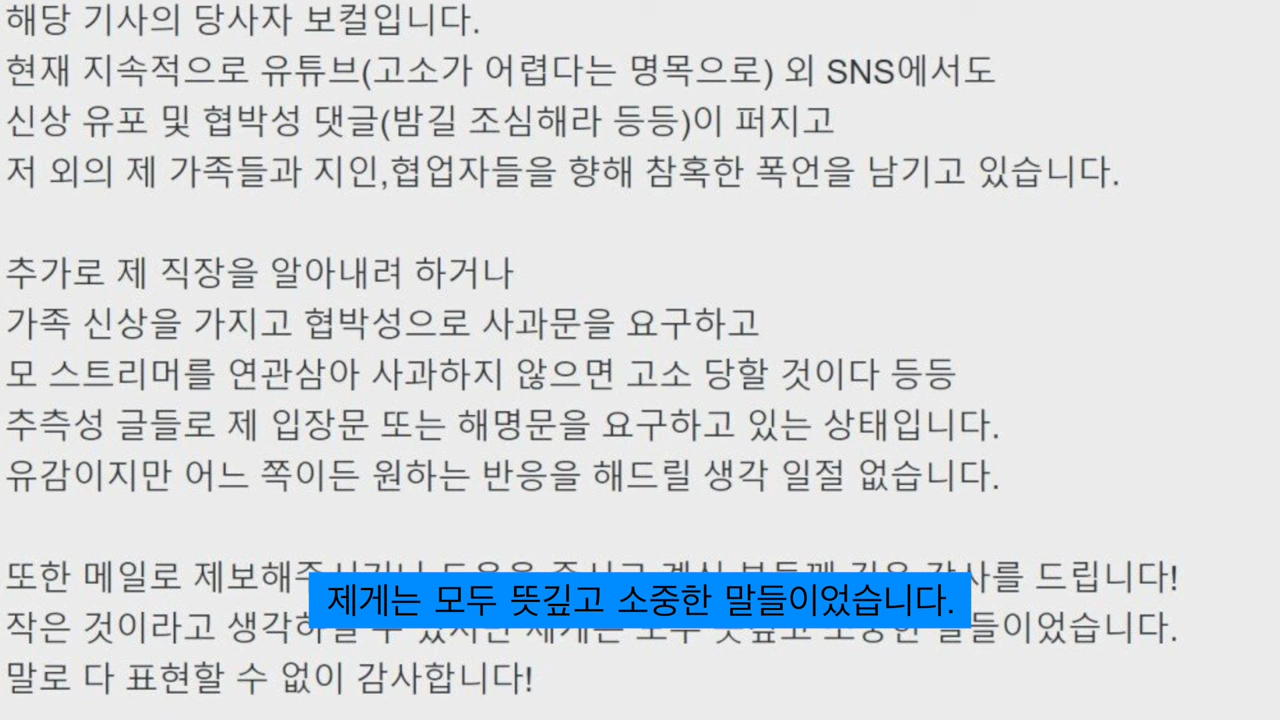 해당 기사의 당사자 보컬입니다.
현재 지속적으로 유튜브(고소가 어렵다는 명목으로) 외 SNS에서도
신상 유포 및 협박성 댓글(밤길 조심해라 등등)이 퍼지고
저 외의 제 가족들과 지인,협업자들을 향해 참혹한 폭언을 남기고 있습니다.
추가로 제 직장을 알아내려 하거나
가족 신상을 가지고 협박성으로 사과문을 요구하고
모 스트리머를 연관삼아 사과하지 않으면 고소 당할 것이다 등등
추측성 글들로 제 입장문 또는 해명문을 요구하고 있는 상태입니다.
유감이지만 어느 쪽이든 원하는 반응을 해드릴 생각 일절 없습니다.
또한 메일로 드립니다!
제게는 모두 뜻깊고 소중한 말들이었습니다.
작은 것이라고 말들이었습니다.
말로 다 표현할 수 없이 감사합니다!